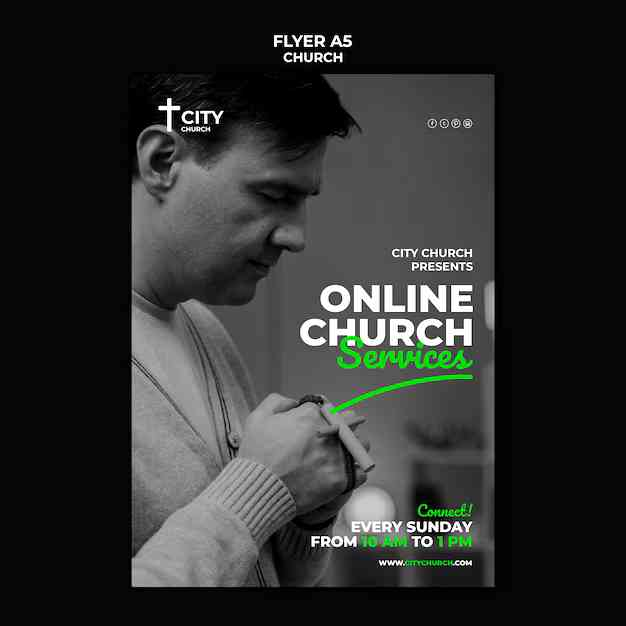 FLYER A5
CHURCH
CITY
CHURCH
CITY CHURCH
PRESENTS
ONLINE
CHURCH
Services
Connect!
EVERY SUNDAY
FROM 10 AM TO 1 PM
WWW.CITYCHURCH.COM